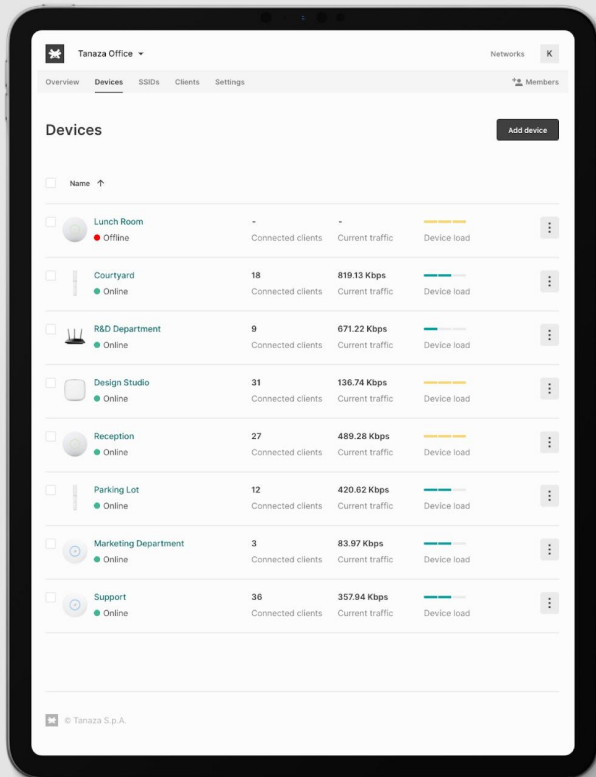 Tanaza Office
Networks
K
Overview Devices SSIDs Clients Settings
Members
Devices
Add device
Name
Lunch Room - -
Offline Connected clients Current traffic Device load
Courtyard 18 819.13 Kbps
Online Connected clients Current traffic Device load
R&D Department 9 671.22 Kbps
Online Connected clients Current traffic Device load
Design Studio 31 136.74 Kbps
Online Connected clients Current traffic Device load
Reception 27 489.28 Kbps
Online Connected clients Current traffic Device load
Parking Lot 12 420.62 Kbps
Online Connected clients Current traffic Device load
Marketing Department 3 83.97 Kbps
Online Connected clients Current traffic Device load
Support 36 357.94 Kbps
Online Connected clients Current traffic Device load
© Tanaza S.p.A.